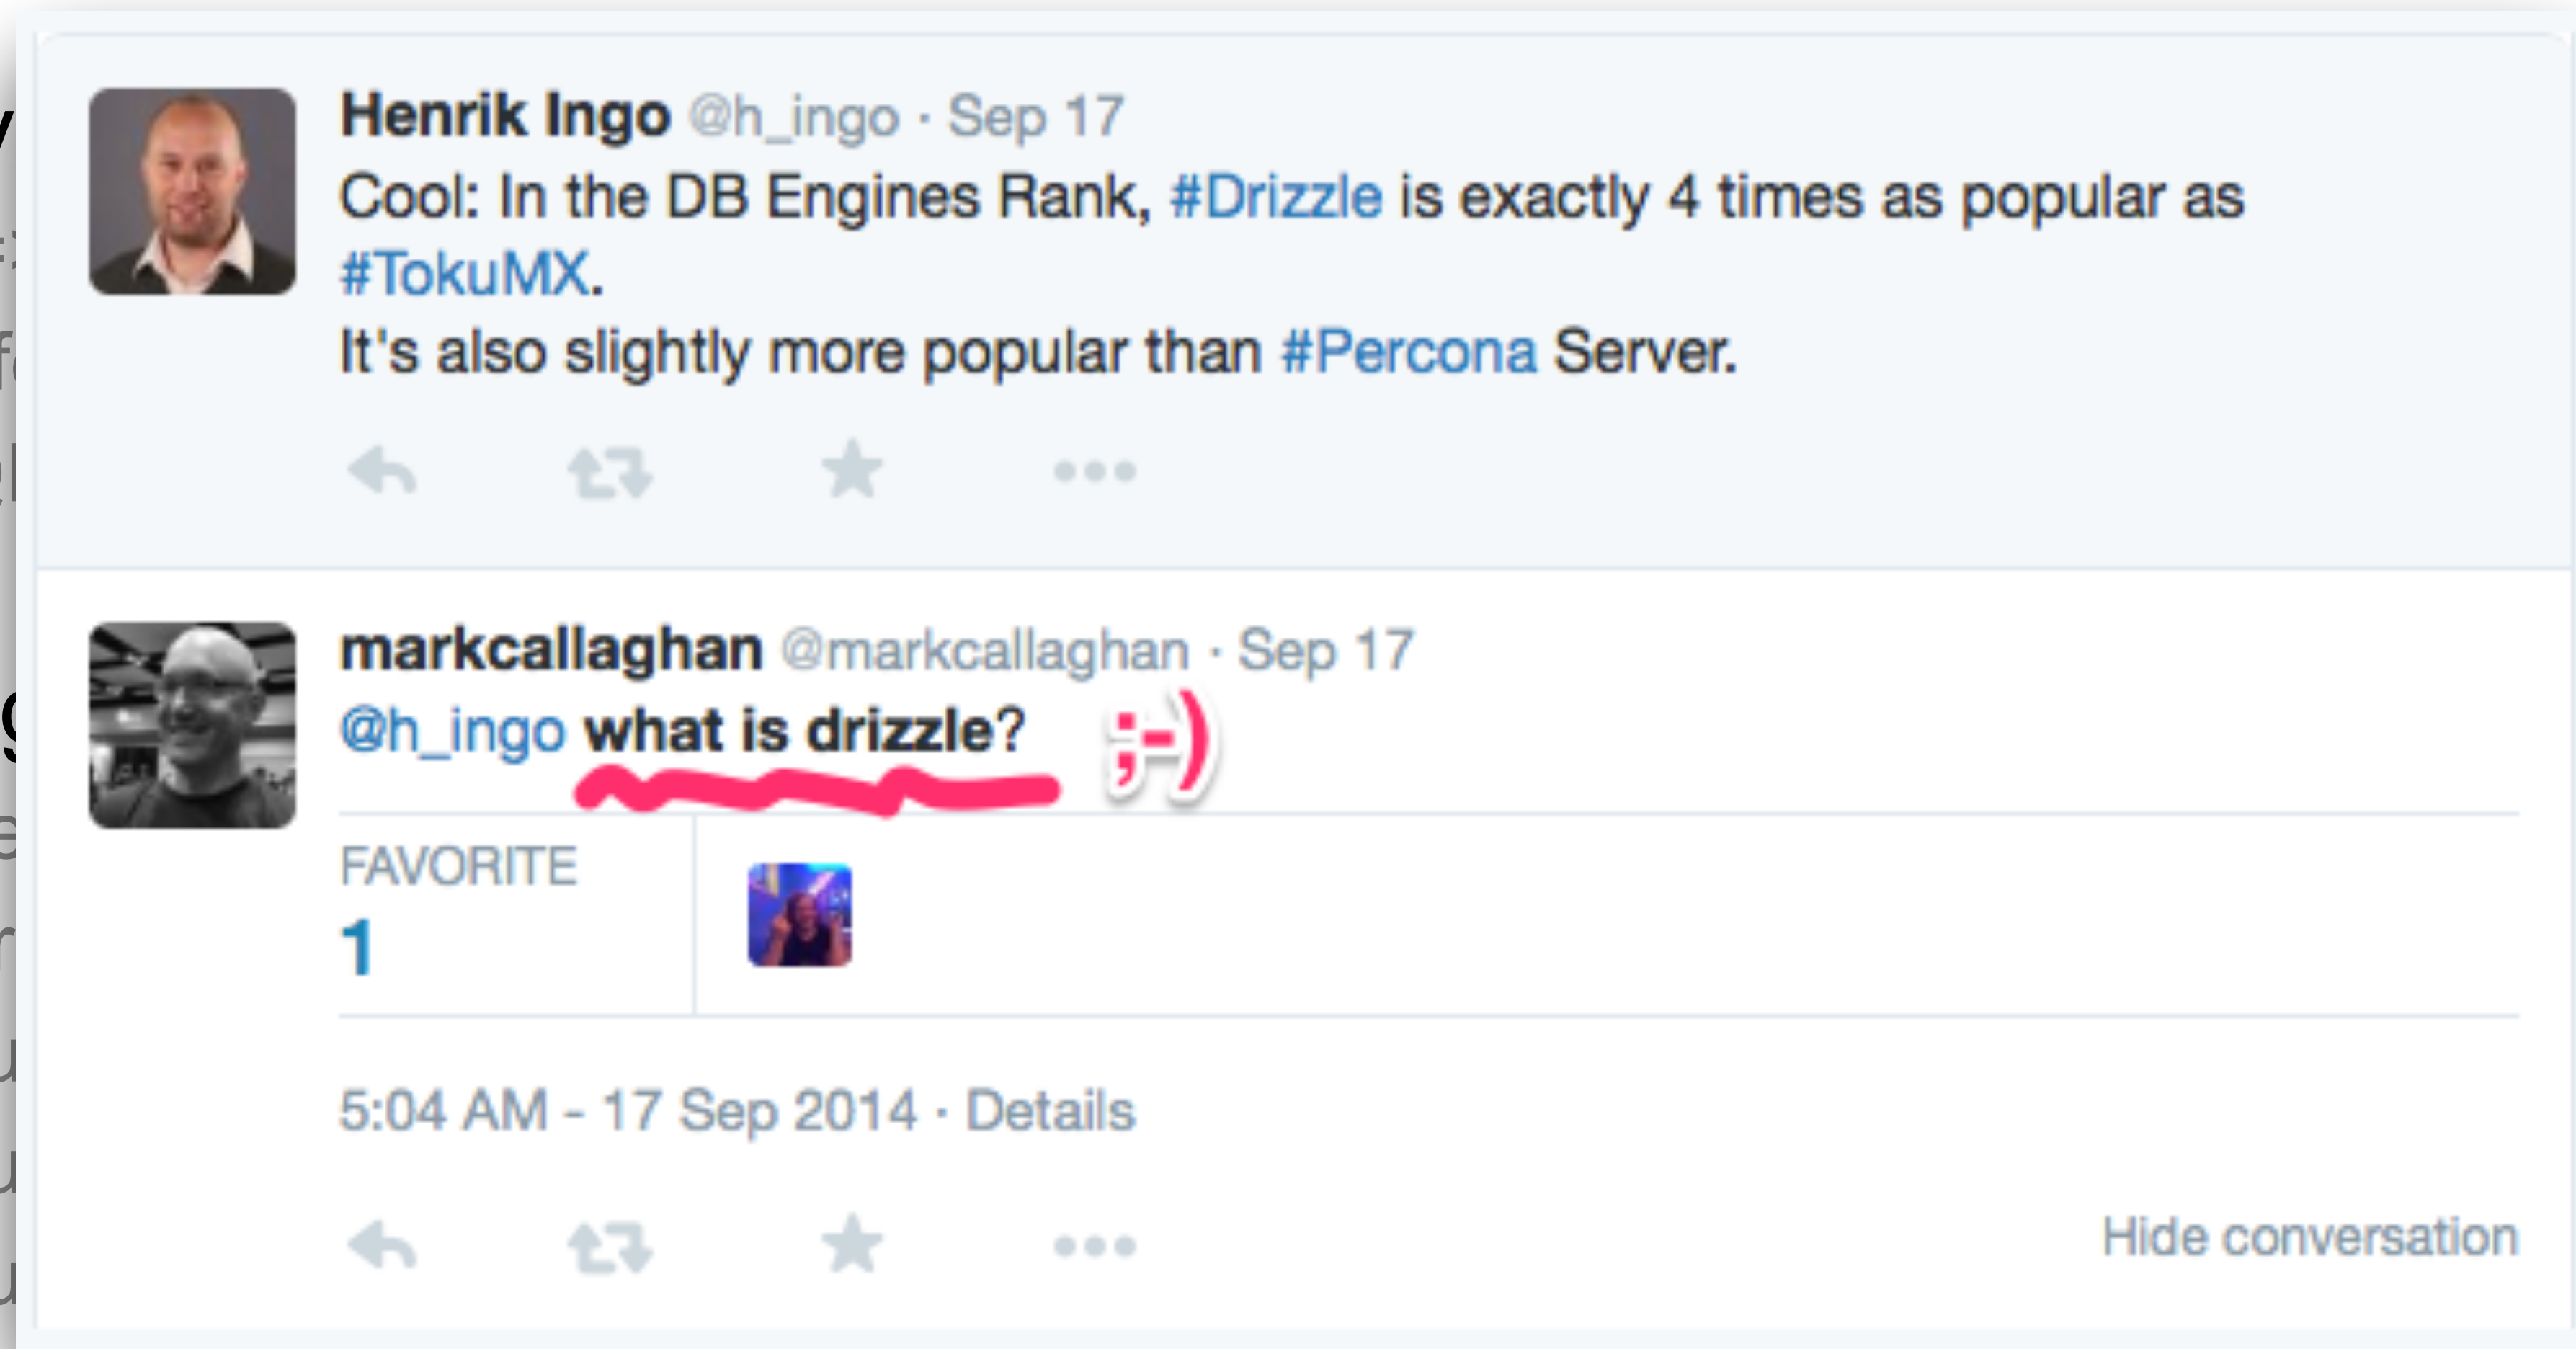 Henrik Ingo @h_ingo · Sep 17
Cool: In the DB Engines Rank, #Drizzle is exactly 4 times as popular as
#TokuMX.
It's also slightly more popular than #Percona Server.
markcallaghan @markcallaghan · Sep 17
@h_ingo what is drizzle? ;-)
FAVORITE
1
5:04 AM - 17 Sep 2014 · Details
Hide conversation